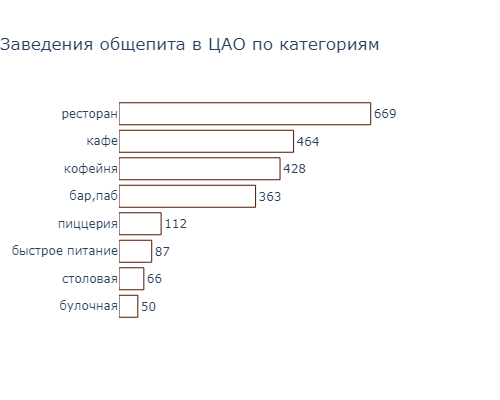 Заведения общепита в ЦАО по категориям
ресторан 669
кафе 464
кофейня 428
бар,паб 363
пиццерия 112
быстрое питание 87
столовая 66
булочная 50